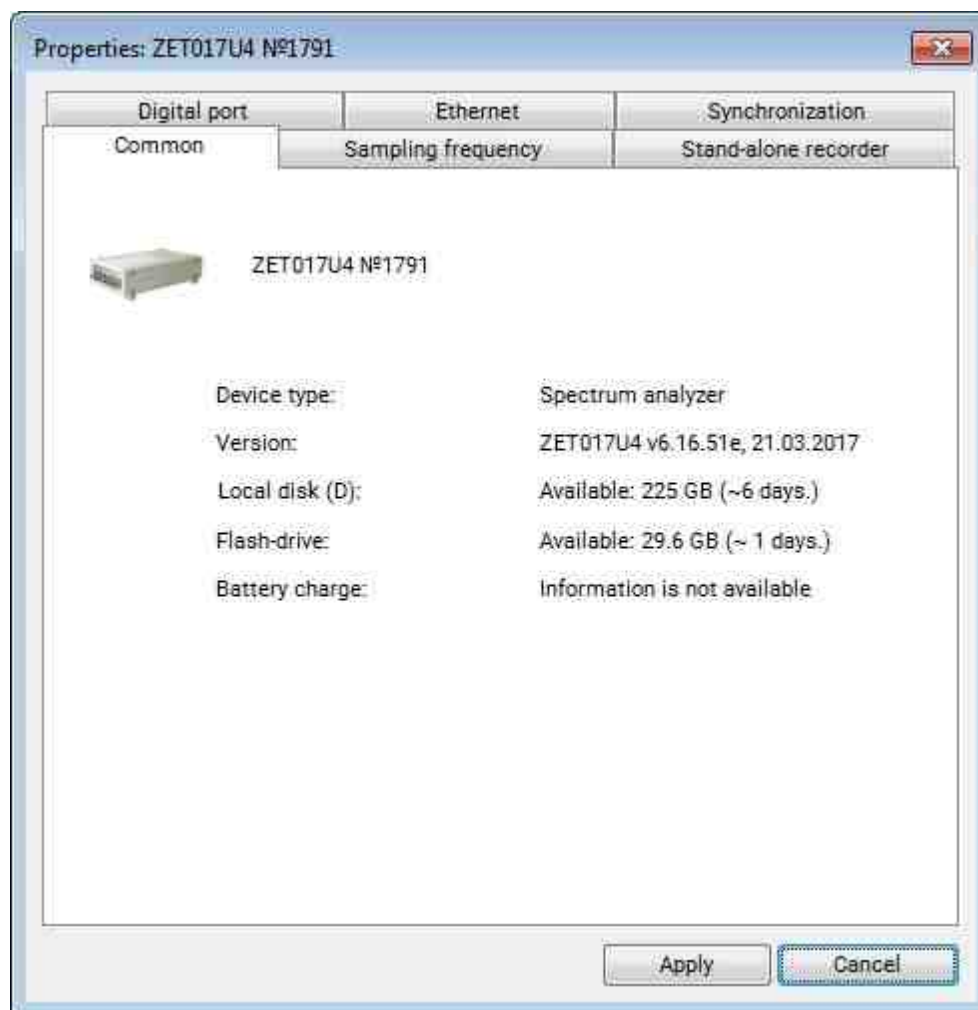 Properties: ZET017U4 №1791
Digital port Ethernet Synchronization
Common Sampling frequency Stand-alone recorder
ZET017U4 №1791
Device type: Spectrum analyzer
Version: ZET017U4 v6.16.51e, 21.03.2017
Local disk (D): Available: 225 GB (~6 days.)
Flash-drive: Available: 29.6 GB (~ 1 days.)
Battery charge: Information is not available
Apply Cancel